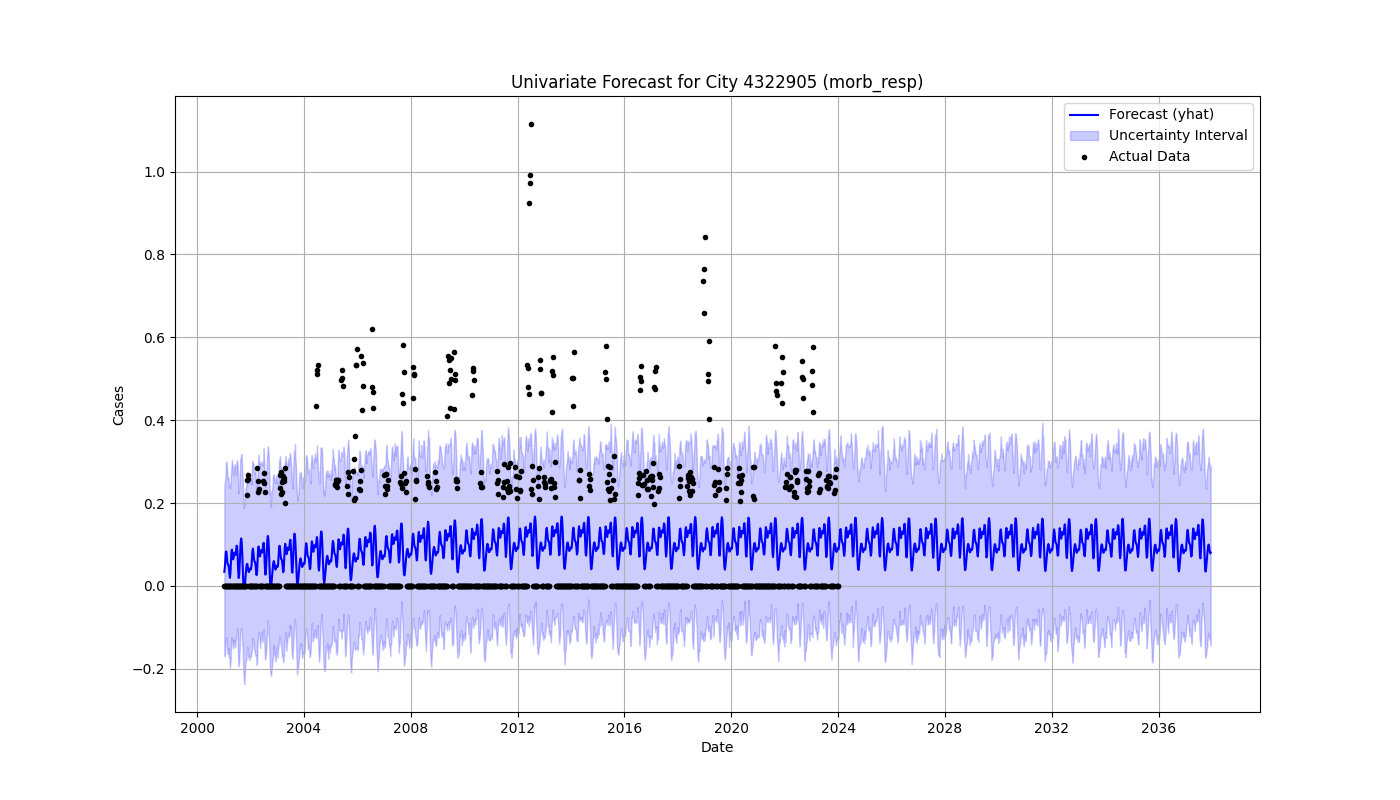 Univariate Forecast for City 4322905 (morb_resp)
Forecast (yhat)
Uncertainty Interval
Actual Data
Cases
1.0
0.8
0.6
0.4
0.2
0.0
−0.2
2000 2004 2008 2012 2016 2020 2024 2028 2032 2036
Date